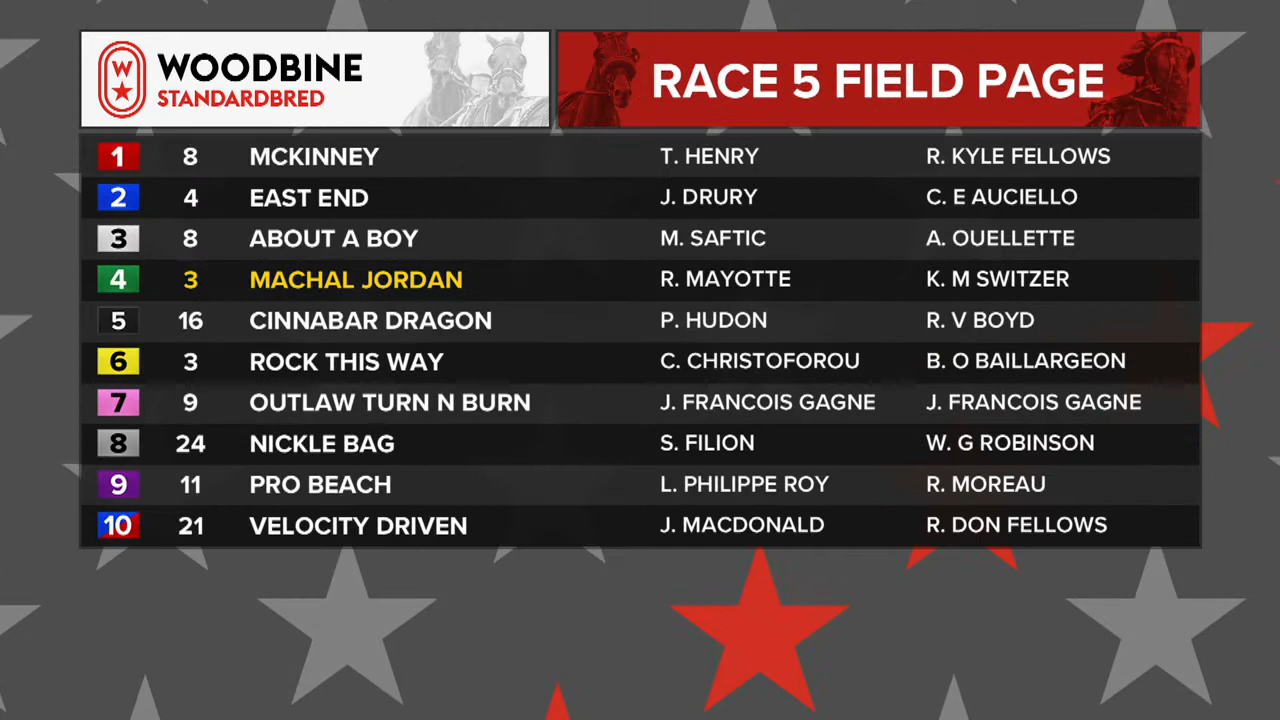 W
WOODBINE
STANDARDBRED
RACE 5 FIELD PAGE
1 8 MCKINNEY T. HENRY R. KYLE FELLOWS
2 4 EAST END J. DRURY C. E AUCIELLO
3 8 ABOUT A BOY M. SAFTIC A. OUELLETTE
4 3 MACHAL JORDAN R. MAYOTTE K. M SWITZER
5 16 CINNABAR DRAGON P. HUDON R. V BOYD
6 3 ROCK THIS WAY C. CHRISTOFOROU B. O BAILLARGEON
7 9 OUTLAW TURN N BURN J. FRANCOIS GAGNE J. FRANCOIS GAGNE
8 24 NICKLE BAG S. FILION W. G ROBINSON
9 11 PRO BEACH L. PHILIPPE ROY R. MOREAU
10 21 VELOCITY DRIVEN J. MACDONALD R. DON FELLOWS